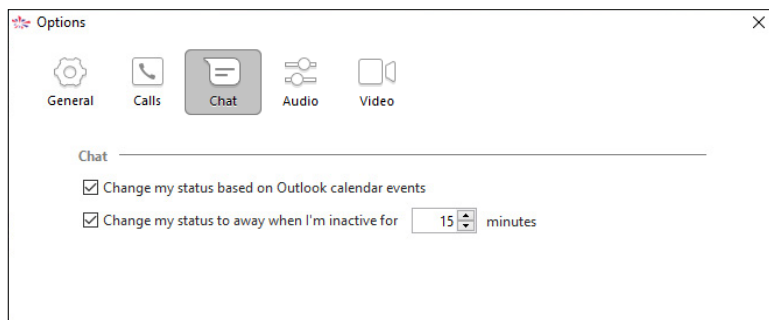 Options
General Calls Chat Audio Video
Chat
Change my status based on Outlook calendar events
Change my status to away when I'm inactive for 15 minutes